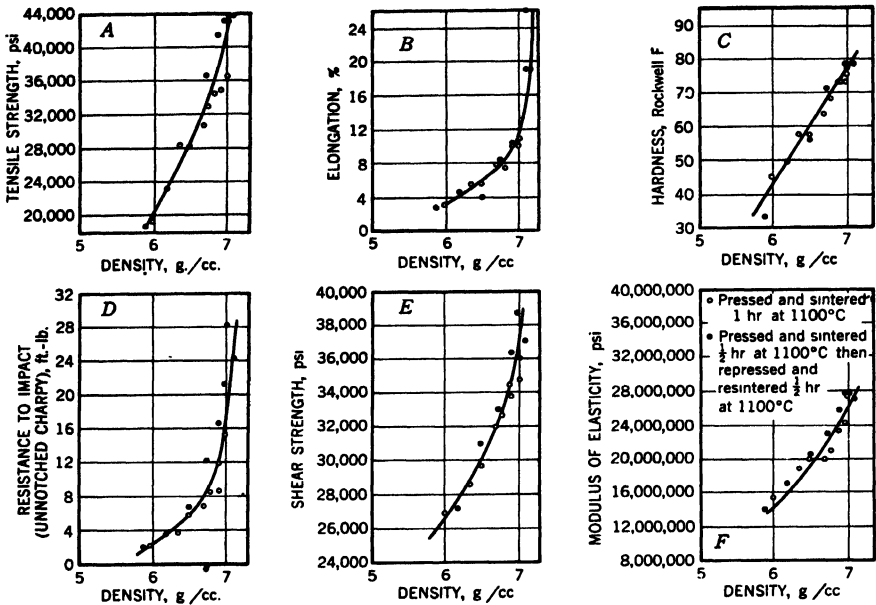 A
TENSILE STRENGTH, psi
44,000
40,000
36,000
32,000
28,000
24,000
20,000
5
6
7
DENSITY, g./cc.
B
ELONGATION, %
24
20
16
12
8
4
0
5
6
7
DENSITY, g/cc
C
HARDNESS, Rockwell F
90
80
70
60
50
40
30
5
6
7
DENSITY, g/cc
D
RESISTANCE TO IMPACT
(UNNOTCHED CHARPY), ft.-lb.
32
28
24
20
16
12
8
4
0
5
6
7
DENSITY, g/cc.
E
SHEAR STRENGTH, psi
40,000
38,000
36,000
34,000
32,000
30,000
28,000
26,000
24,000
5
6
7
DENSITY, g/cc
Pressed and sintered
1 hr at 1100°C
Pressed and sintered
½ hr at 1100°C then
repressed and
resintered ½ hr
at 1100°C
MODULUS OF ELASTICITY, psi
40,000,000
36,000,000
32,000,000
28,000,000
24,000,000
20,000,000
16,000,000
12,000,000
8,000,000
F
5
6
7
DENSITY, g/cc